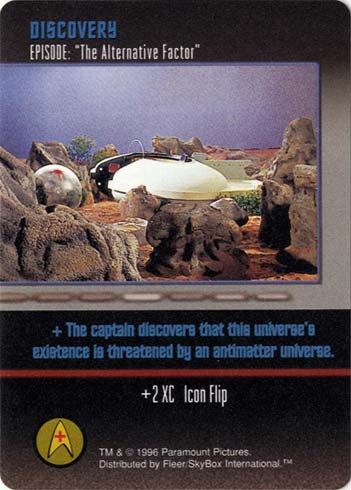 DISCOVERY
EPISODE: "The Alternative Factor"
+ The captain discovers that this universe's
existence is threatened by an antimatter universe.
+2 XC Icon Flip
TM & © 1996 Paramount Pictures.
Distributed by Fleer/SkyBox International.™